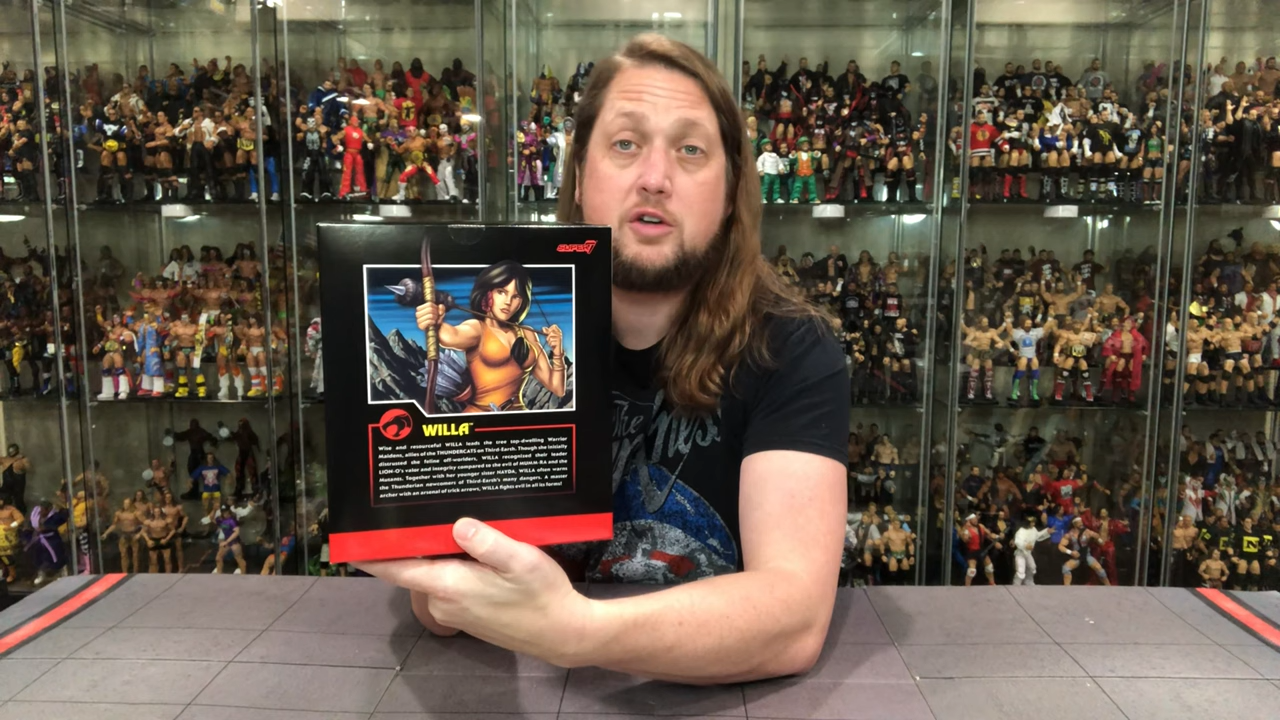 SUPER7
WILLA™
Wise and resourceful WILLA leads the tree top-dwelling Warrior
Maidens, allies of the THUNDERCATS on Third-Earth. Though she initially
distrusted the feline off-worlders, WILLA recognized their leader
LION-O's valor and integrity compared to the evil of MUMM-RA and the
Mutants. Together with her younger sister NAYDA, WILLA often warns
the Thunderian newcomers of Third-Earth's many dangers. A master
archer with an arsenal of trick arrows, WILLA fights evil in all its forms!
the